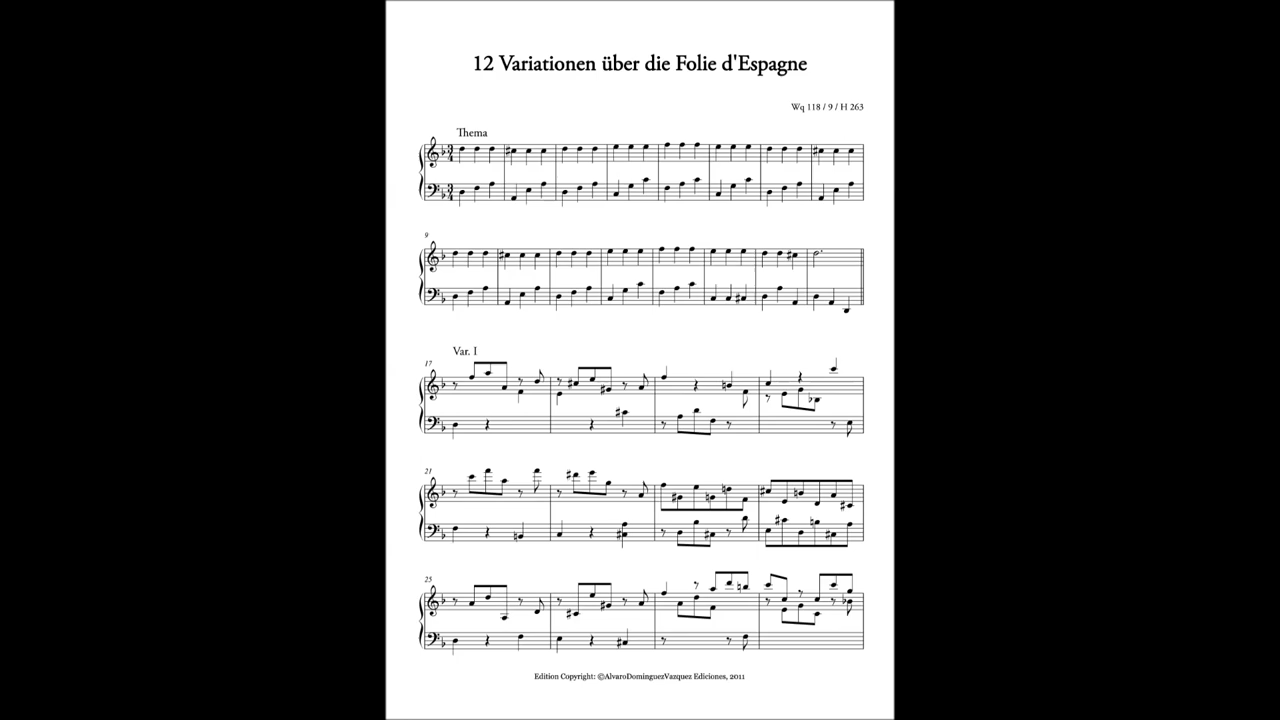 12 Variationen über die Folie d'Espagne
Wq 118 / 9 / H 263
Thema
9
Var. I
17
21
25
Edition Copyright: ©AlvaroDominguezVazquez Ediciones, 2011